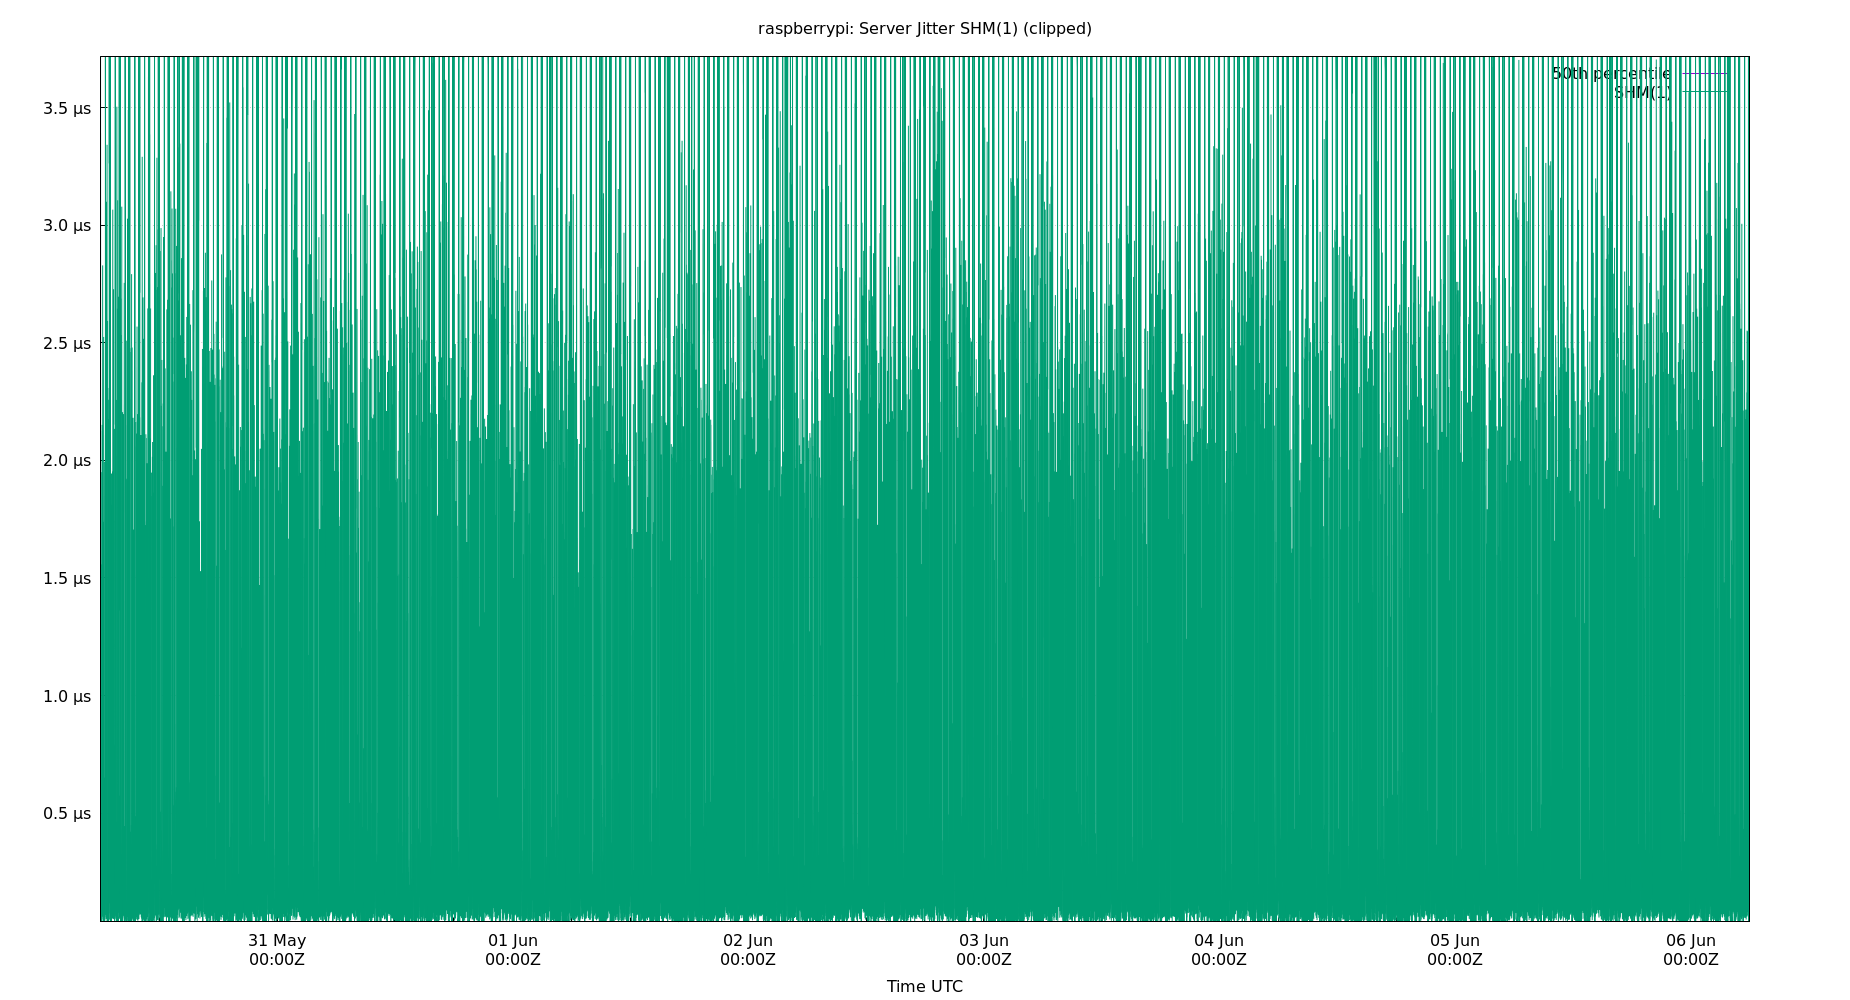 raspberrypi: Server Jitter SHM(1) (clipped)
50th percentile
SHM(1)
3.5 µs
3.0 µs
2.5 µs
2.0 µs
1.5 µs
1.0 µs
0.5 µs
31 May 01 Jun 02 Jun 03 Jun 04 Jun 05 Jun 06 Jun
00:00Z 00:00Z 00:00Z 00:00Z 00:00Z 00:00Z 00:00Z
Time UTC